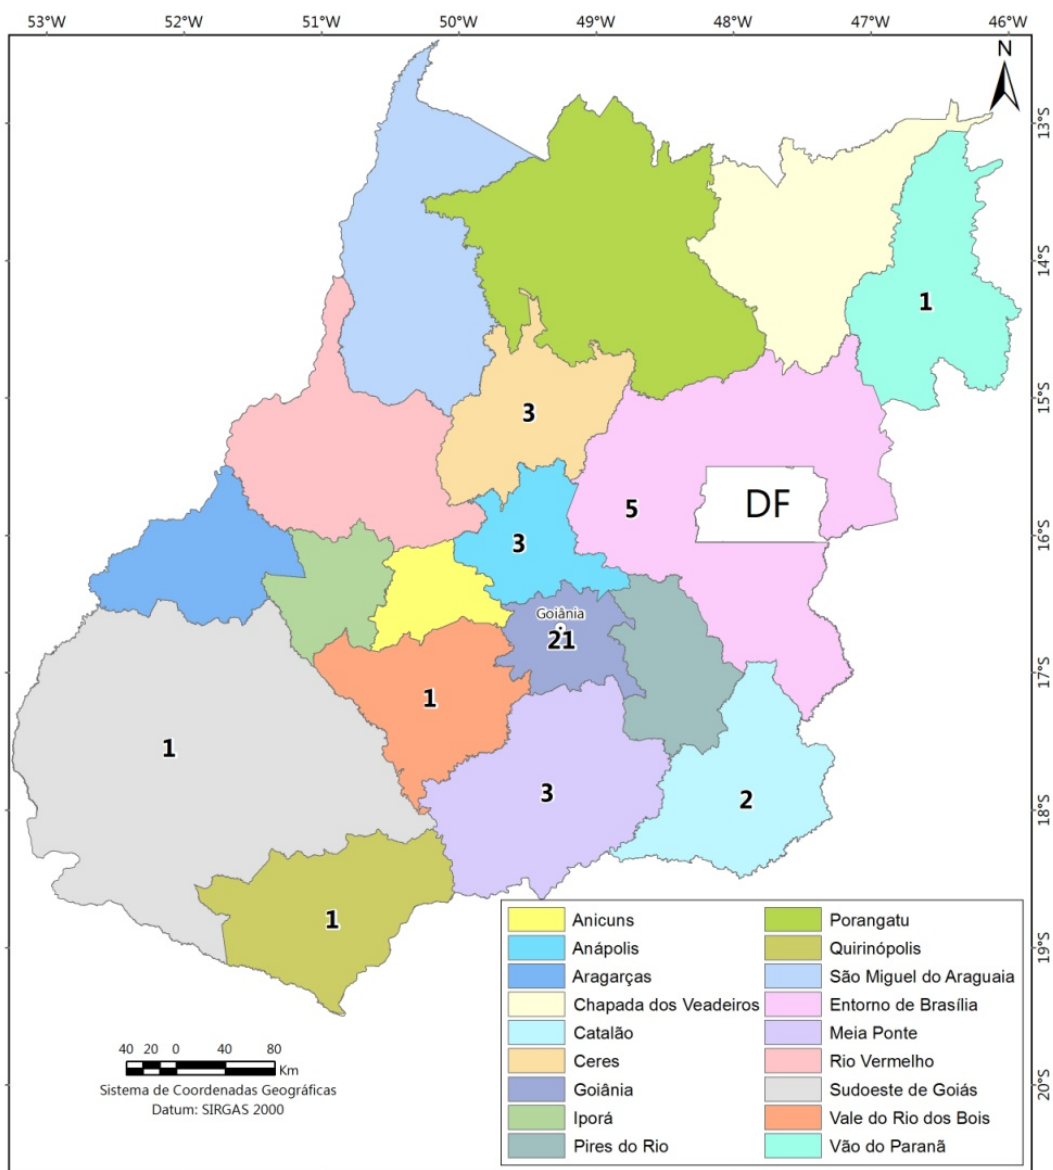 53°W 52°W 51°W 50°W 49°W 48°W 47°W 46°W
N
13°S
14°S
1
15°S
3
5
DF
3
16°S
Goiânia
21
1
17°S
1
3
2
18°S
1
19°S
20°S
Anicuns
Anápolis
Aragarças
Chapada dos Veadeiros
Catalão
Ceres
Goiânia
Iporá
Pires do Rio
Porangatu
Quirinópolis
São Miguel do Araguaia
Entorno de Brasília
Meia Ponte
Rio Vermelho
Sudoeste de Goiás
Vale do Rio dos Bois
Vão do Paranã
40 20 0 40 80
Km
Sistema de Coordenadas Geográficas
Datum: SIRGAS 2000